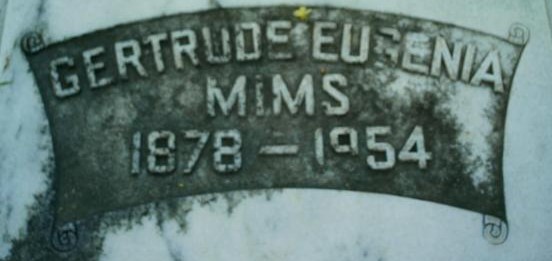 GERTRUDE EUGENIA
MIMS
1878 - 1954